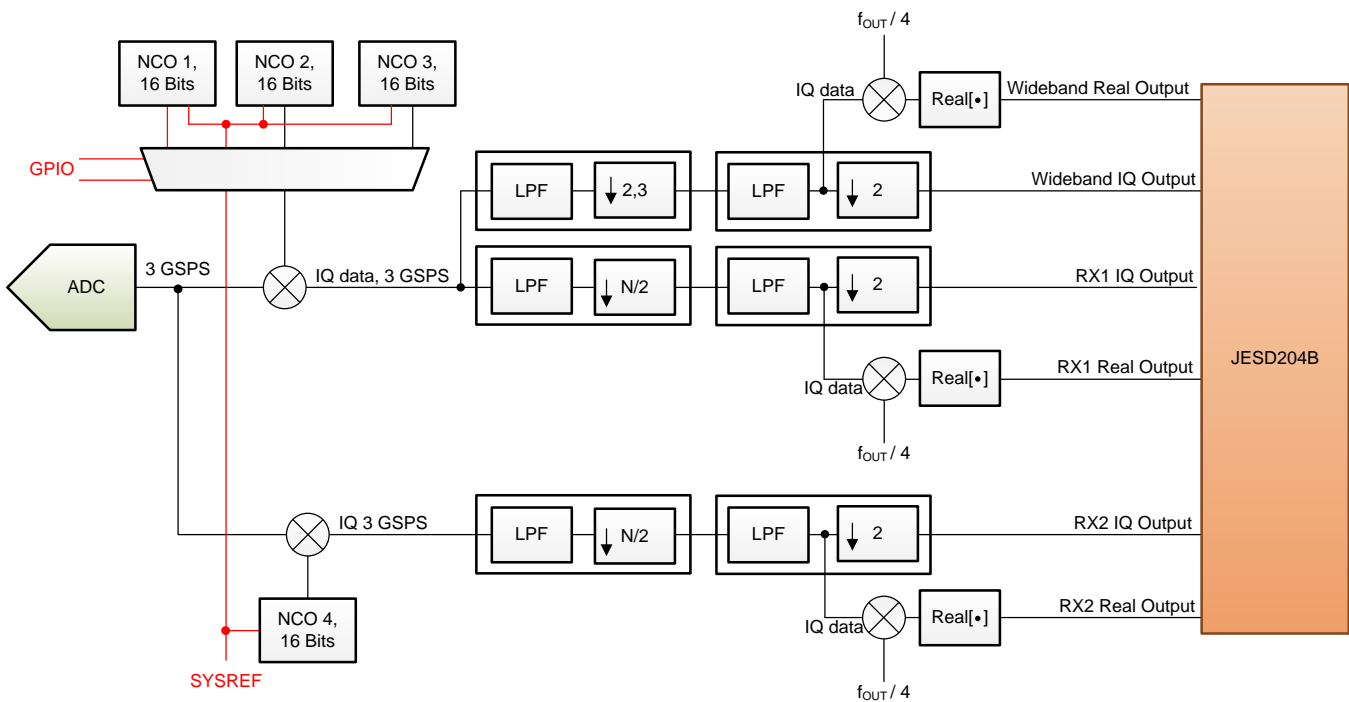 f_OUT / 4
NCO 1,
16 Bits
NCO 2,
16 Bits
NCO 3,
16 Bits
IQ data
Real[•]
Wideband Real Output
GPIO
LPF
2,3
LPF
2
Wideband IQ Output
ADC
3 GSPS
IQ data, 3 GSPS
LPF
N/2
LPF
2
RX1 IQ Output
JESD204B
IQ data
Real[•]
RX1 Real Output
f_OUT / 4
IQ 3 GSPS
LPF
N/2
LPF
2
RX2 IQ Output
NCO 4,
16 Bits
IQ data
Real[•]
RX2 Real Output
SYSREF
f_OUT / 4